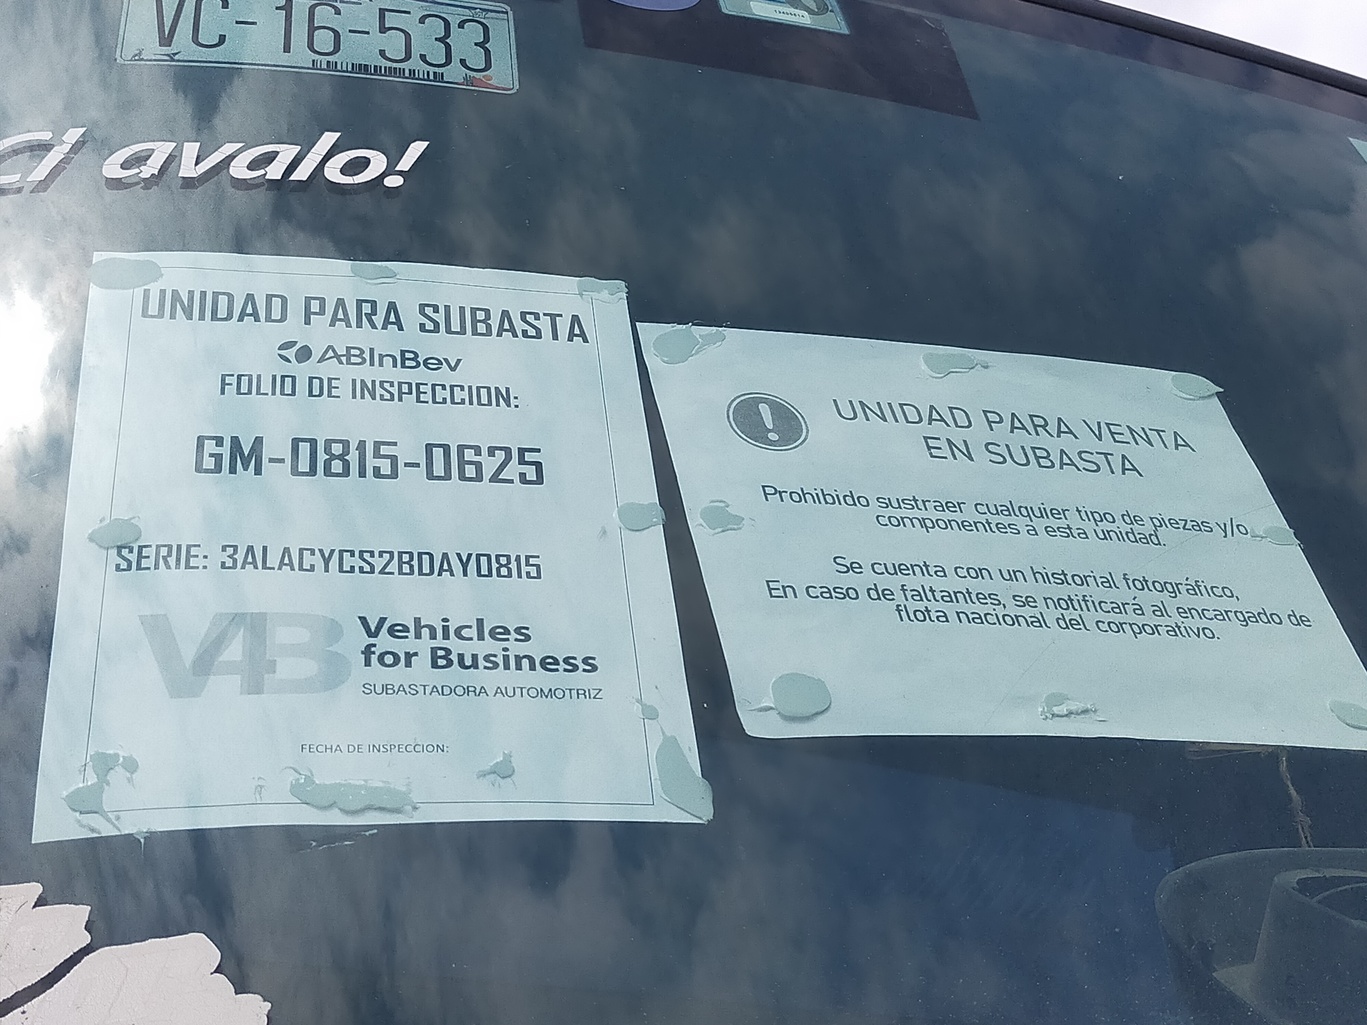 VC-16-533
avalo!
UNIDAD PARA SUBASTA
ABInBev
FOLIO DE INSPECCION:
GM-0815-0625
SERIE: 3ALACYCS2BDAY0815
V4B Vehicles
for Business
SUBASTADORA AUTOMOTRIZ
FECHA DE INSPECCION:
UNIDAD PARA VENTA
EN SUBASTA
Prohibido sustraer cualquier tipo de piezas y/o
componentes a esta unidad.
Se cuenta con un historial fotográfico,
En caso de faltantes, se notificará al encargado de
flota nacional del corporativo.